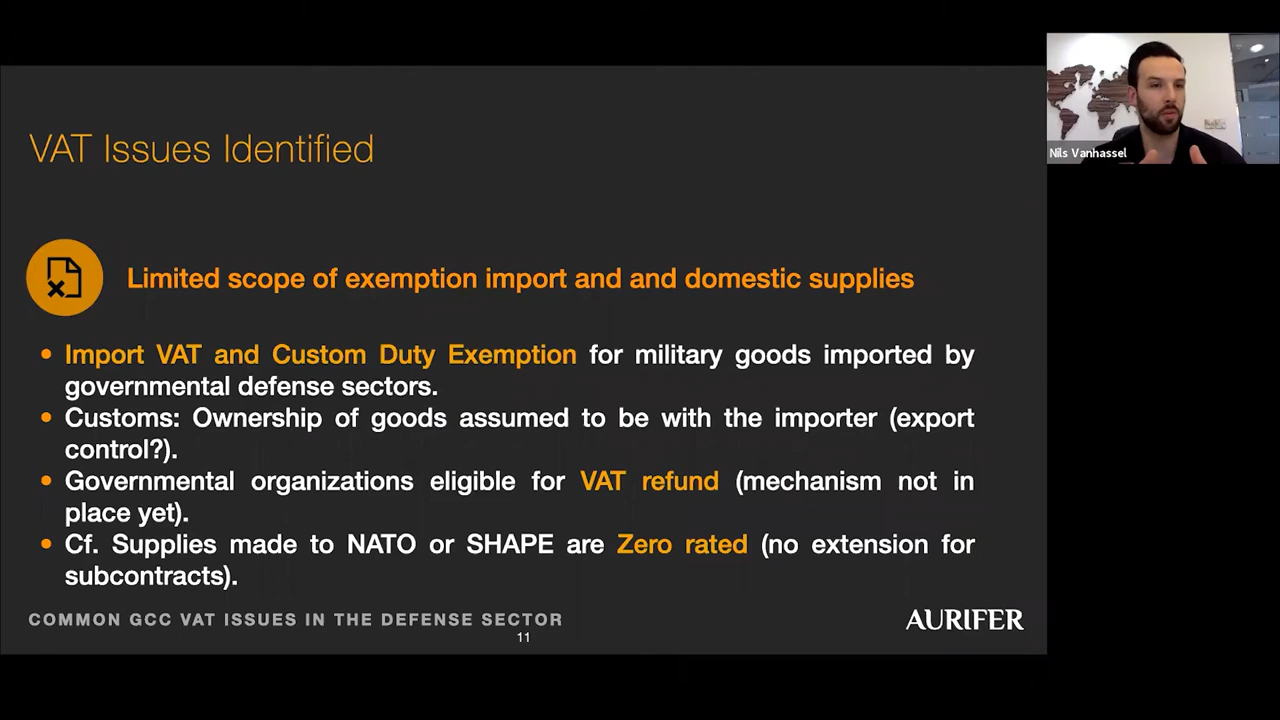 VAT Issues Identified
Nils Vanhassel
Limited scope of exemption import and and domestic supplies
• Import VAT and Custom Duty Exemption for military goods imported by
governmental defense sectors.
• Customs: Ownership of goods assumed to be with the importer (export
control?).
• Governmental organizations eligible for VAT refund (mechanism not in
place yet).
• Cf. Supplies made to NATO or SHAPE are Zero rated (no extension for
subcontracts).
COMMON GCC VAT ISSUES IN THE DEFENSE SECTOR
11
AURIFER